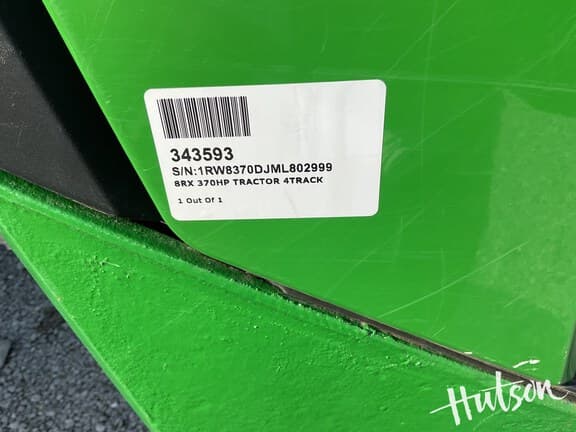 343593
S/N:1RW8370DJML802999
8RX 370HP TRACTOR 4TRACK
1 Out Of 1
Hutson